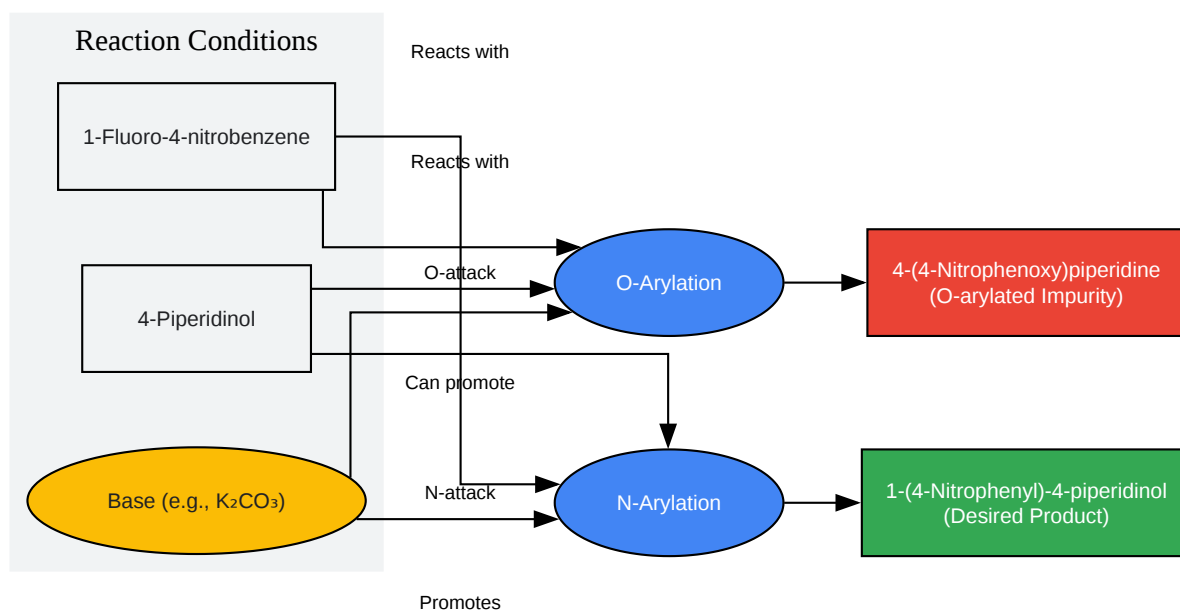 Reaction Conditions
Reacts with
1-Fluoro-4-nitrobenzene
Reacts with
O-attack
O-Arylation
4-(4-Nitrophenoxy)piperidine
(O-arylated Impurity)
4-Piperidinol
Can promote
Base (e.g., K₂CO₃)
N-attack
N-Arylation
1-(4-Nitrophenyl)-4-piperidinol
(Desired Product)
Promotes